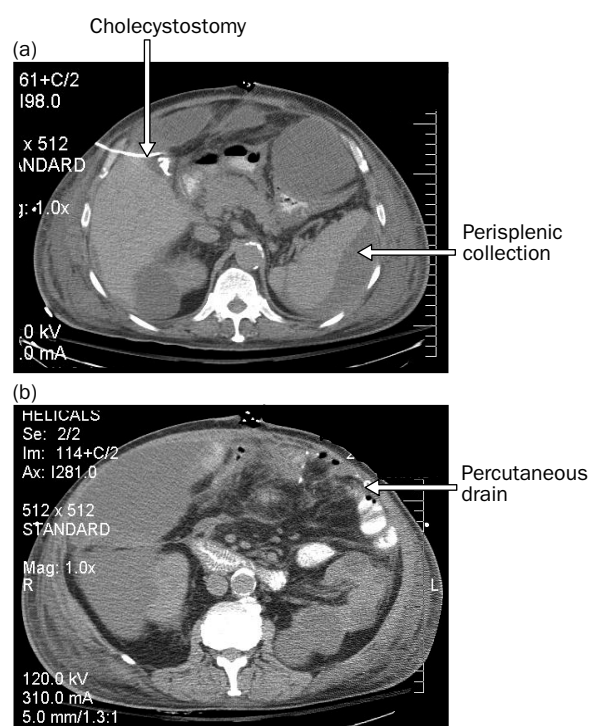 Cholecystostomy
(a)
61+C/2
I98.0
x 512
NDARD
: 1.0x
.0 kV
.0 mA
Perisplenic
collection
(b)
HELICALS
Se: 2/2
Im: 114+C/2
Ax: I281.0
512 x 512
STANDARD
Mag: 1.0x
R
L
120.0 kV
310.0 mA
5.0 mm/1.3:1
Percutaneous
drain